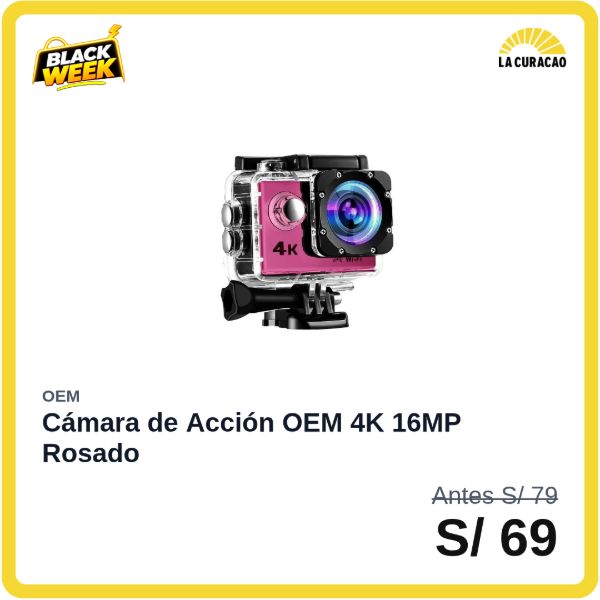 BLACK
WEEK
LA CURACAO
4K
OEM
Cámara de Acción OEM 4K 16MP
Rosado
Antes S/ 79
S/ 69